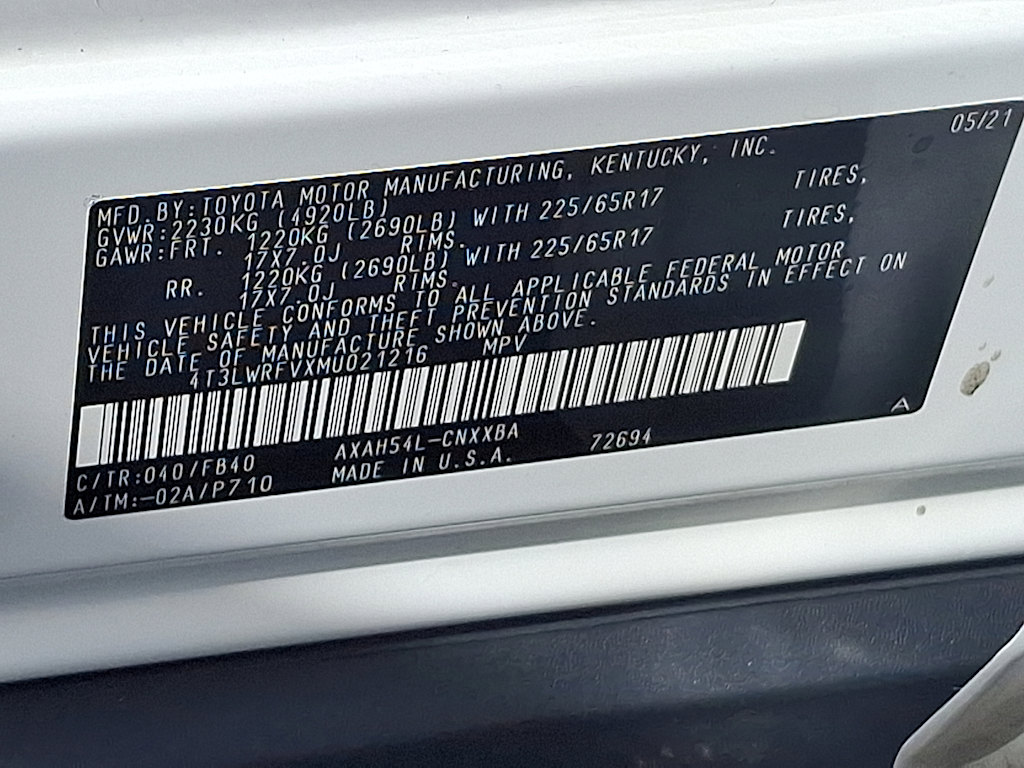 05/21
MFD.BY:TOYOTA MOTOR MANUFACTURING, KENTUCKY, INC.
GVWR:2230KG (4920LB)
GAWR:FRT. 1220KG (2690LB) WITH 225/65R17 TIRES,
17X7.0J RIMS.
RR. 1220KG (2690LB) WITH 225/65R17 TIRES,
17X7.0J RIMS.
THIS VEHICLE CONFORMS TO ALL APPLICABLE FEDERAL MOTOR
VEHICLE SAFETY AND THEFT PREVENTION STANDARDS IN EFFECT ON
THE DATE OF MANUFACTURE SHOWN ABOVE.
4T3LWRFVXMU021216 MPV
A
C/TR:040/FB40 AXAH54L-CNXXBA 72694
A/TM:-02A/P710 MADE IN U.S.A.